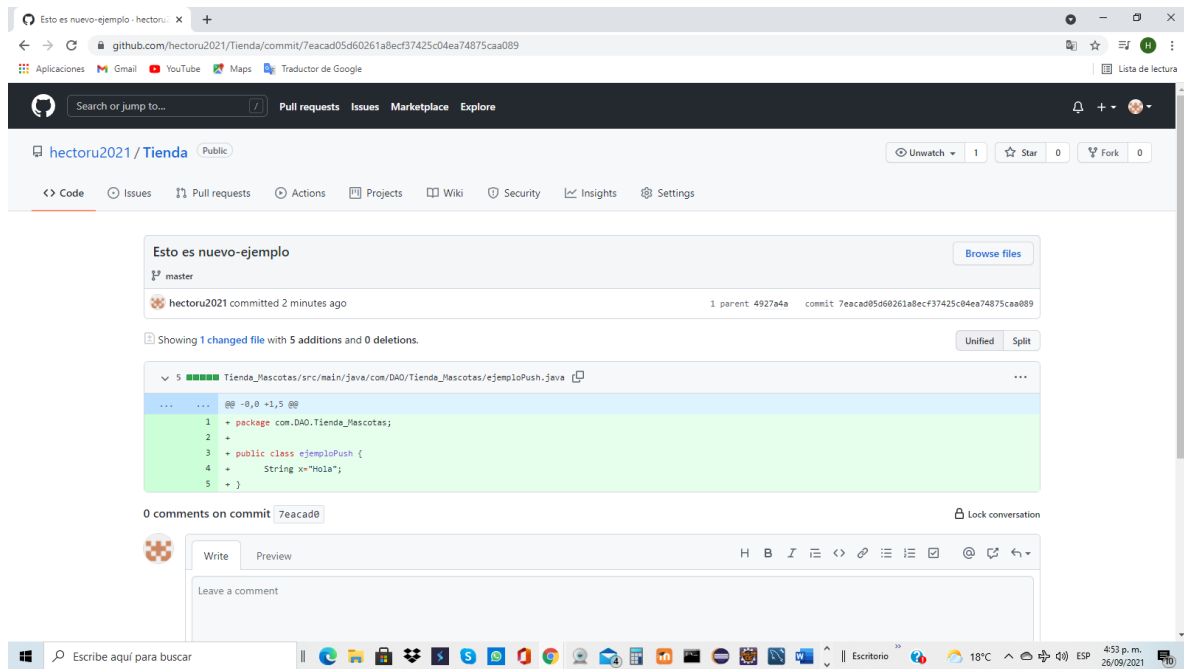 Esto es nuevo-ejemplo · hectoru
github.com/hectoru2021/Tienda/commit/7eacad05d60261a8ecf37425c04ea74875caa089
H
Aplicaciones Gmail YouTube Maps Traductor de Google Lista de lectura
Search or jump to... / Pull requests Issues Marketplace Explore
hectoru2021 / Tienda Public
Unwatch 1 Star 0 Fork 0
Code Issues Pull requests Actions Projects Wiki Security Insights Settings
Esto es nuevo-ejemplo
Browse files
master
hectoru2021 committed 2 minutes ago 1 parent 4927a4a commit 7eacad05d60261a8ecf37425c04ea74875caa089
Showing 1 changed file with 5 additions and 0 deletions. Unified Split
5 Tienda_Mascotas/src/main/java/com/DAO/Tienda_Mascotas/ejemploPush.java ...
... ... @@ -0,0 +1,5 @@
1 + package com.DAO.Tienda_Mascotas;
2 +
3 + public class ejemploPush {
4 + String x="Hola";
5 + }
0 comments on commit 7eacad0 Lock conversation
Write Preview H B I @
Leave a comment
Escribe aquí para buscar Escritorio » 18°C ESP 4:53 p. m.
26/09/2021